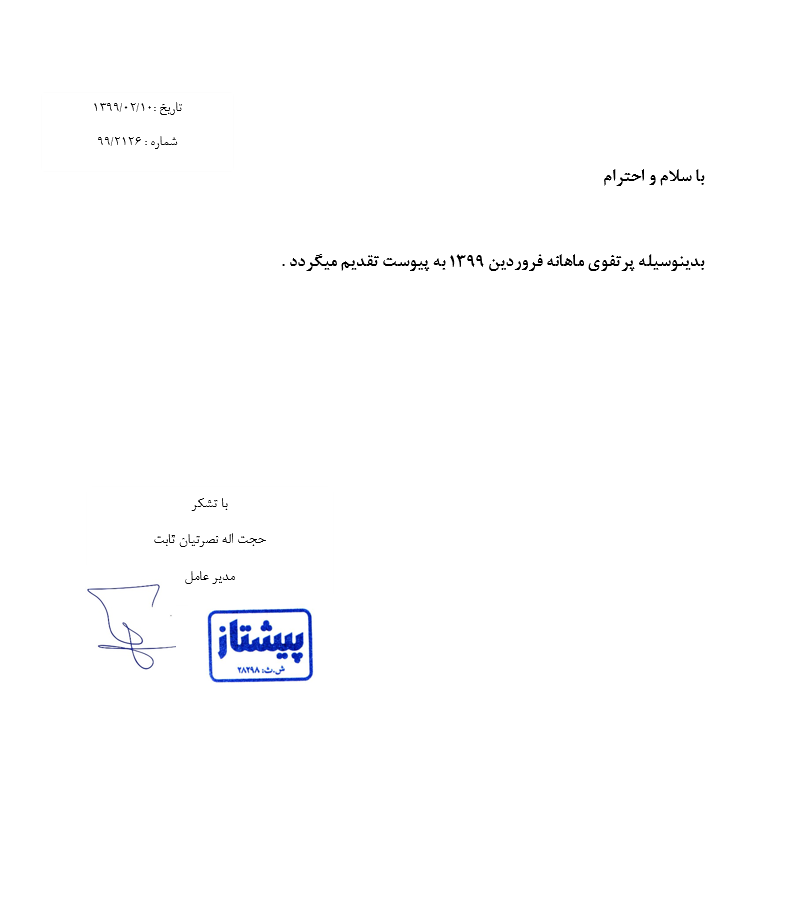 تاریخ :۱۳۹۹/۰۲/۱۰
شماره : ۹۹/۲۱۲۶
با سلام و احترام
بدینوسیله پرتفوی ماهانه فروردین ۱۳۹۹ به پیوست تقدیم میگردد .
با تشکر
حجت اله نصرتیان ثابت
مدیر عامل
پیشتاز
ش.ث: ۲۸۲۹۸